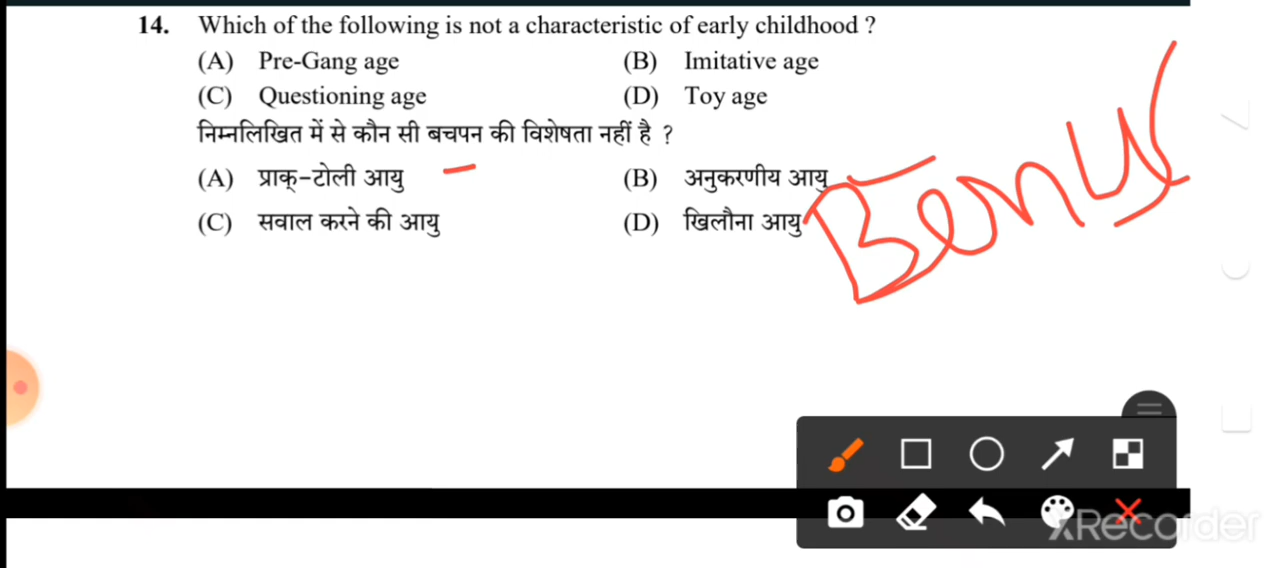 14. Which of the following is not a characteristic of early childhood ?
(A) Pre-Gang age (B) Imitative age
(C) Questioning age (D) Toy age
निम्नलिखित में से कौन सी बचपन की विशेषता नहीं है ?
(A) प्राक्-टोली आयु (B) अनुकरणीय आयु
(C) सवाल करने की आयु (D) खिलौना आयु
XRecorder